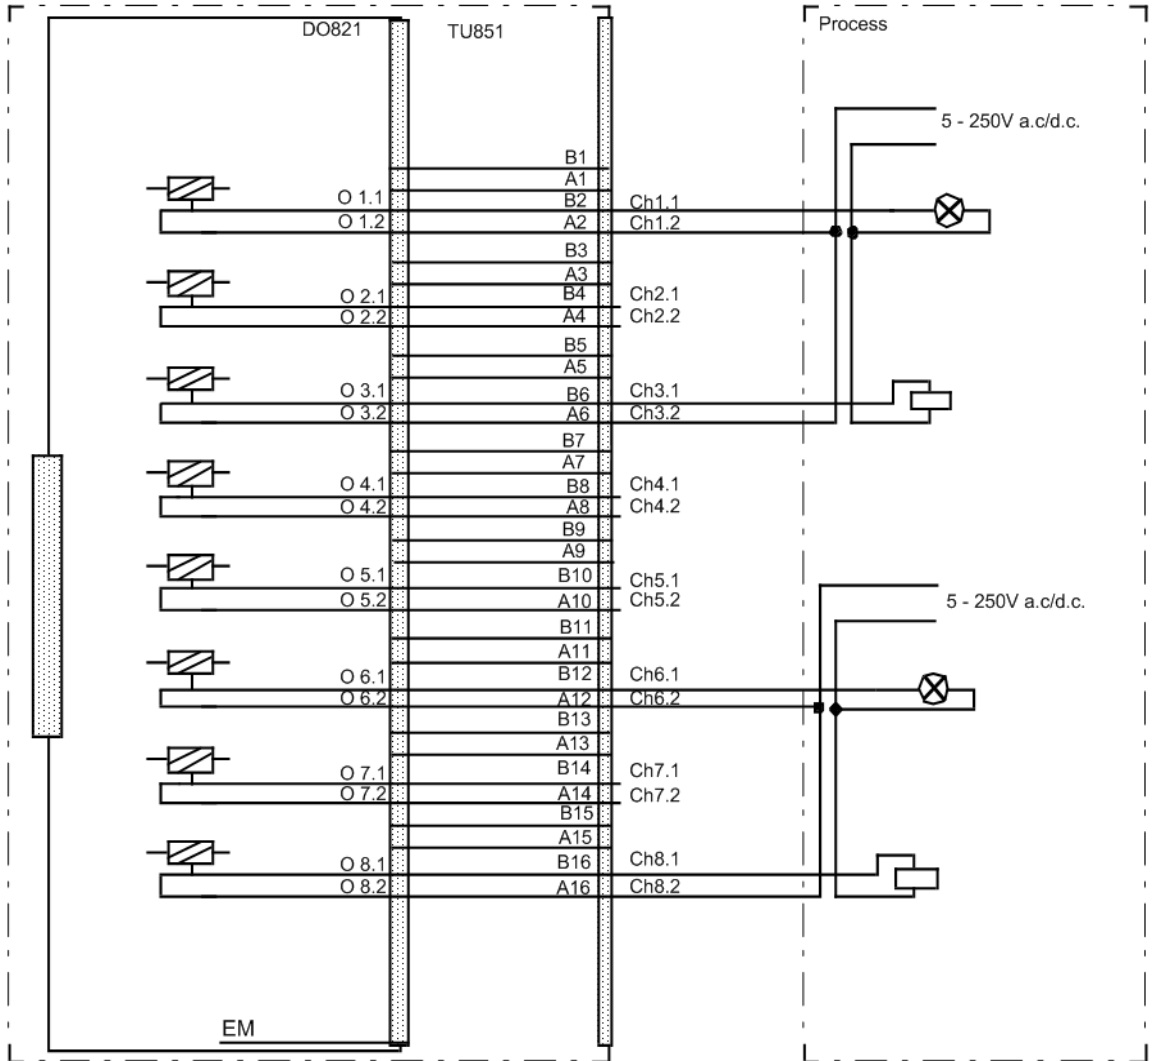 DO821
TU851
Process
5 - 250V a.c/d.c.
B1
A1
O 1.1
B2
Ch1.1
O 1.2
A2
Ch1.2
B3
A3
O 2.1
B4
Ch2.1
O 2.2
A4
Ch2.2
B5
A5
O 3.1
B6
Ch3.1
O 3.2
A6
Ch3.2
B7
A7
O 4.1
B8
Ch4.1
O 4.2
A8
Ch4.2
B9
A9
O 5.1
B10
Ch5.1
O 5.2
A10
Ch5.2
5 - 250V a.c/d.c.
B11
A11
O 6.1
B12
Ch6.1
O 6.2
A12
Ch6.2
B13
A13
O 7.1
B14
Ch7.1
O 7.2
A14
Ch7.2
B15
A15
O 8.1
B16
Ch8.1
O 8.2
A16
Ch8.2
EM